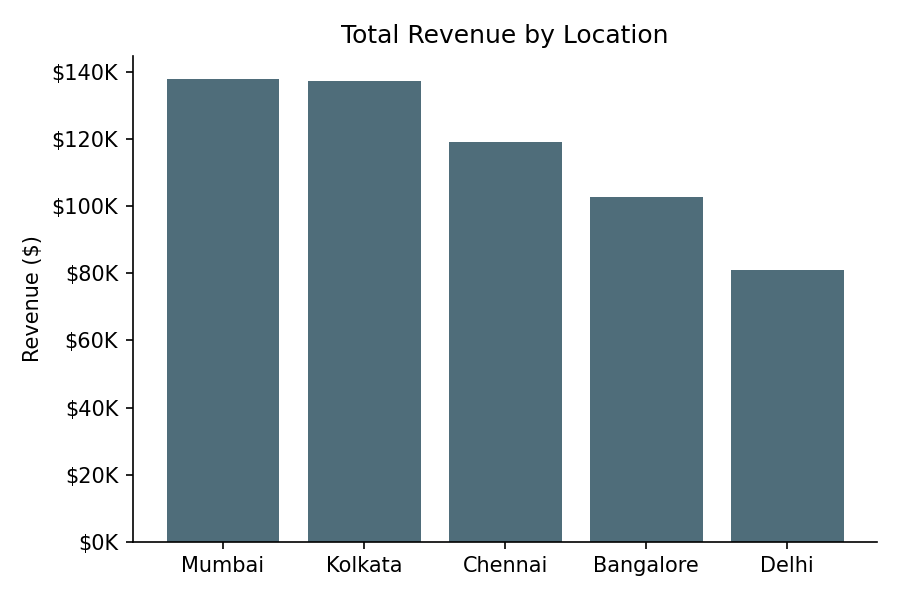 Total Revenue by Location
Revenue ($)
$140K
$120K
$100K
$80K
$60K
$40K
$20K
$0K
Mumbai Kolkata Chennai Bangalore Delhi